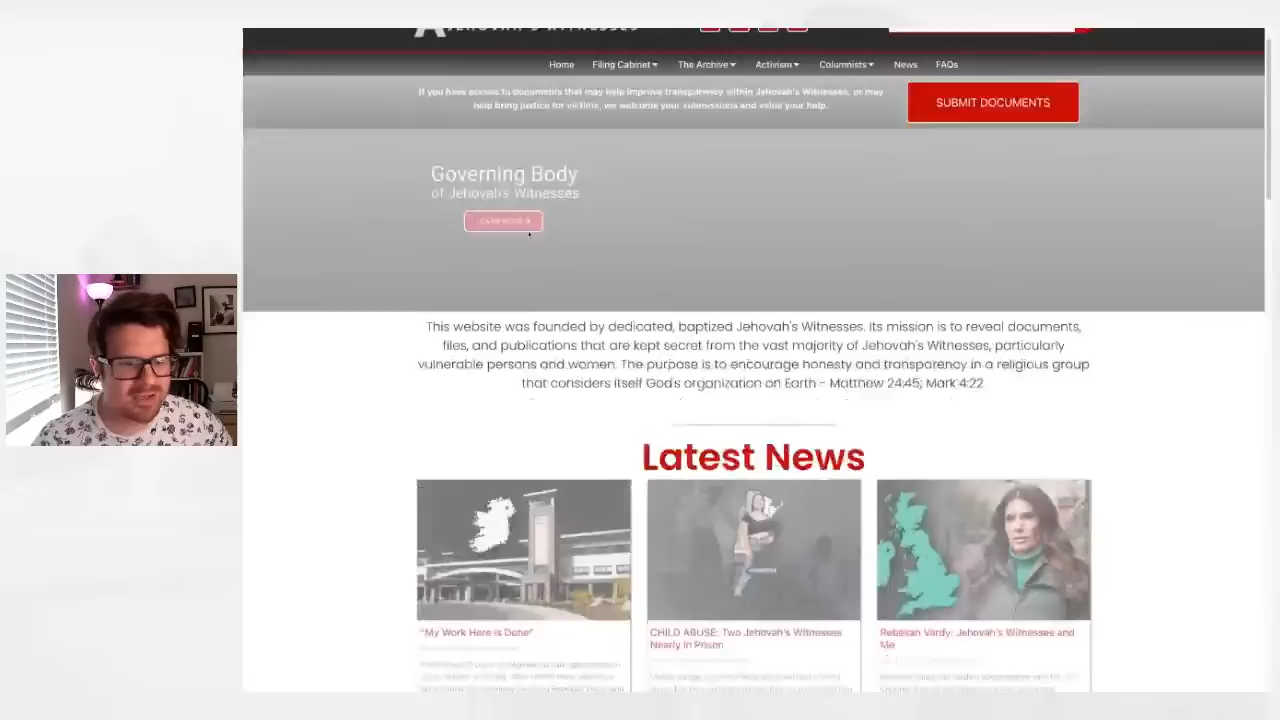 JEHOVAH'S WITNESSES
Home Filing Cabinet The Archive Activism Columnists News FAQs
If you have access to documents that may help improve transparency within Jehovah's Witnesses, or may
help bring justice for victims, we welcome your submissions and value your help.
SUBMIT DOCUMENTS
Governing Body
of Jehovah's Witnesses
This website was founded by dedicated, baptized Jehovah's Witnesses. Its mission is to reveal documents,
files, and publications that are kept secret from the vast majority of Jehovah's Witnesses, particularly
vulnerable persons and women. The purpose is to encourage honesty and transparency in a religious group
that considers itself God's organization on Earth - Matthew 24:45; Mark 4:22
Latest News
"My Work Here is Done"
CHILD ABUSE: Two Jehovah's Witnesses
Nearly in Prison
Rebekah Vardy: Jehovah's Witnesses and
Me